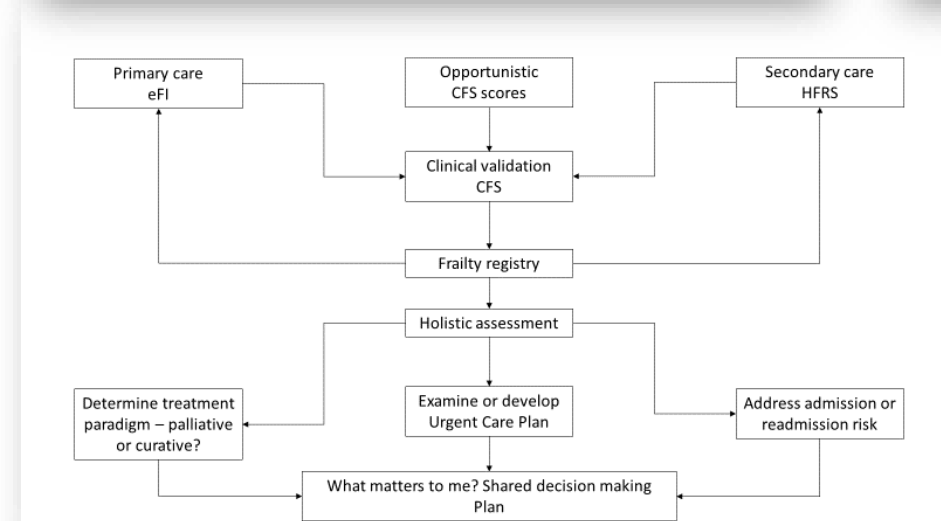 Primary care
eFI
Opportunistic
CFS scores
Secondary care
HFRS
Clinical validation
CFS
Frailty registry
Holistic assessment
Determine treatment
paradigm – palliative
or curative?
Examine or develop
Urgent Care Plan
Address admission or
readmission risk
What matters to me? Shared decision making
Plan